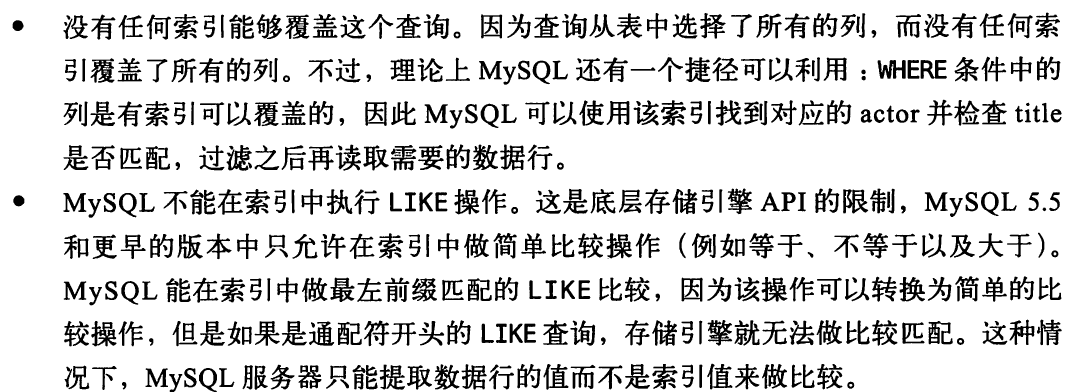 • 没有任何索引能够覆盖这个查询。因为查询从表中选择了所有的列，而没有任何索
引覆盖了所有的列。不过，理论上 MySQL 还有一个捷径可以利用：WHERE 条件中的
列是有索引可以覆盖的，因此 MySQL 可以使用该索引找到对应的 actor 并检查 title
是否匹配，过滤之后再读取需要的数据行。
• MySQL 不能在索引中执行 LIKE 操作。这是底层存储引擎 API 的限制，MySQL 5.5
和更早的版本中只允许在索引中做简单比较操作（例如等于、不等于以及大于）。
MySQL 能在索引中做最左前缀匹配的 LIKE 比较，因为该操作可以转换为简单的比
较操作，但是如果是通配符开头的 LIKE 查询，存储引擎就无法做比较匹配。这种情
况下，MySQL 服务器只能提取数据行的值而不是索引值来做比较。